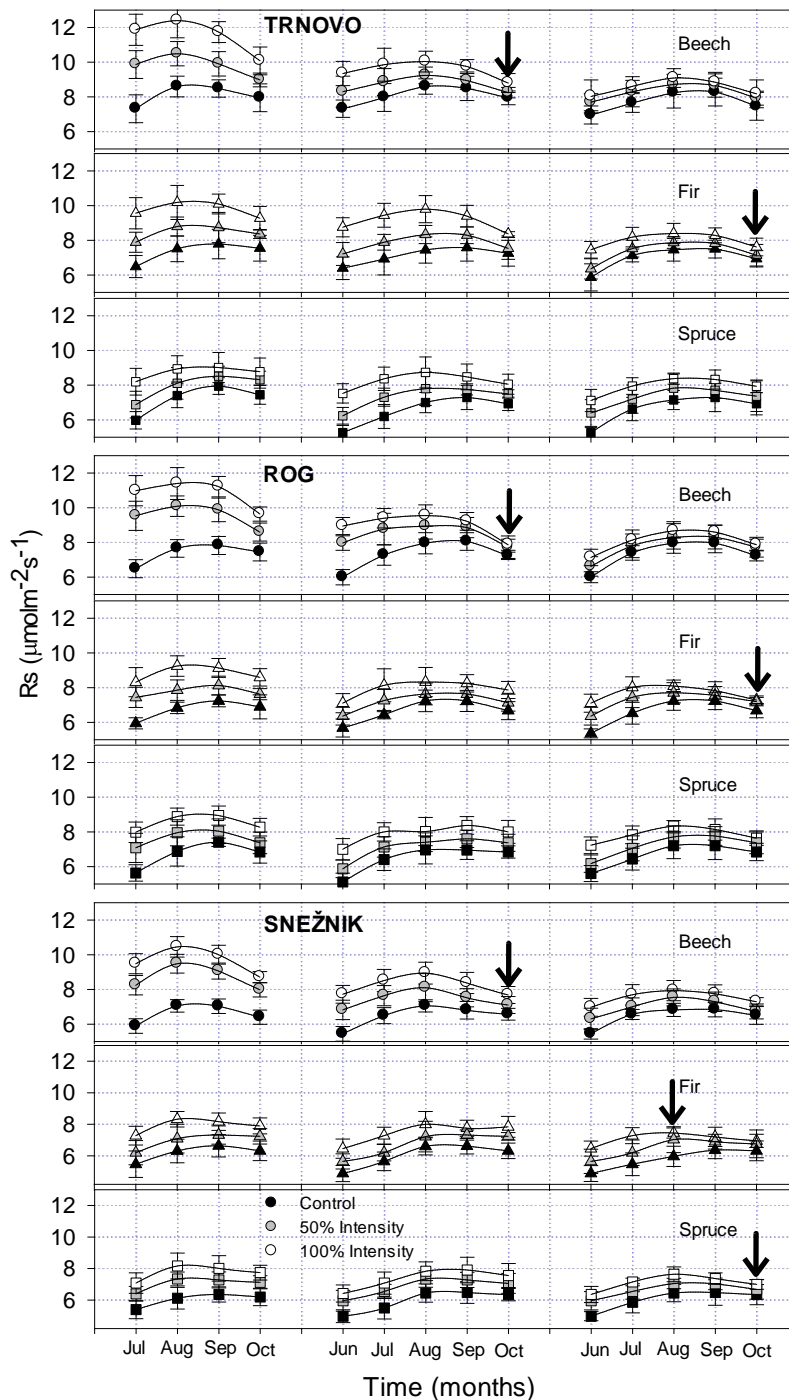 TRNOVO
Beech
12
10
8
6
Fir
12
10
8
6
Spruce
12
10
8
6
ROG
Beech
12
10
8
6
Fir
12
10
8
6
Spruce
12
10
8
6
SNEŽNIK
Beech
12
10
8
6
Fir
12
10
8
6
Spruce
12
10
8
6
Control
50% Intensity
100% Intensity
Rs (µmolm⁻²s⁻¹)
Jul Aug Sep Oct Jun Jul Aug Sep Oct Jun Jul Aug Sep Oct
Time (months)